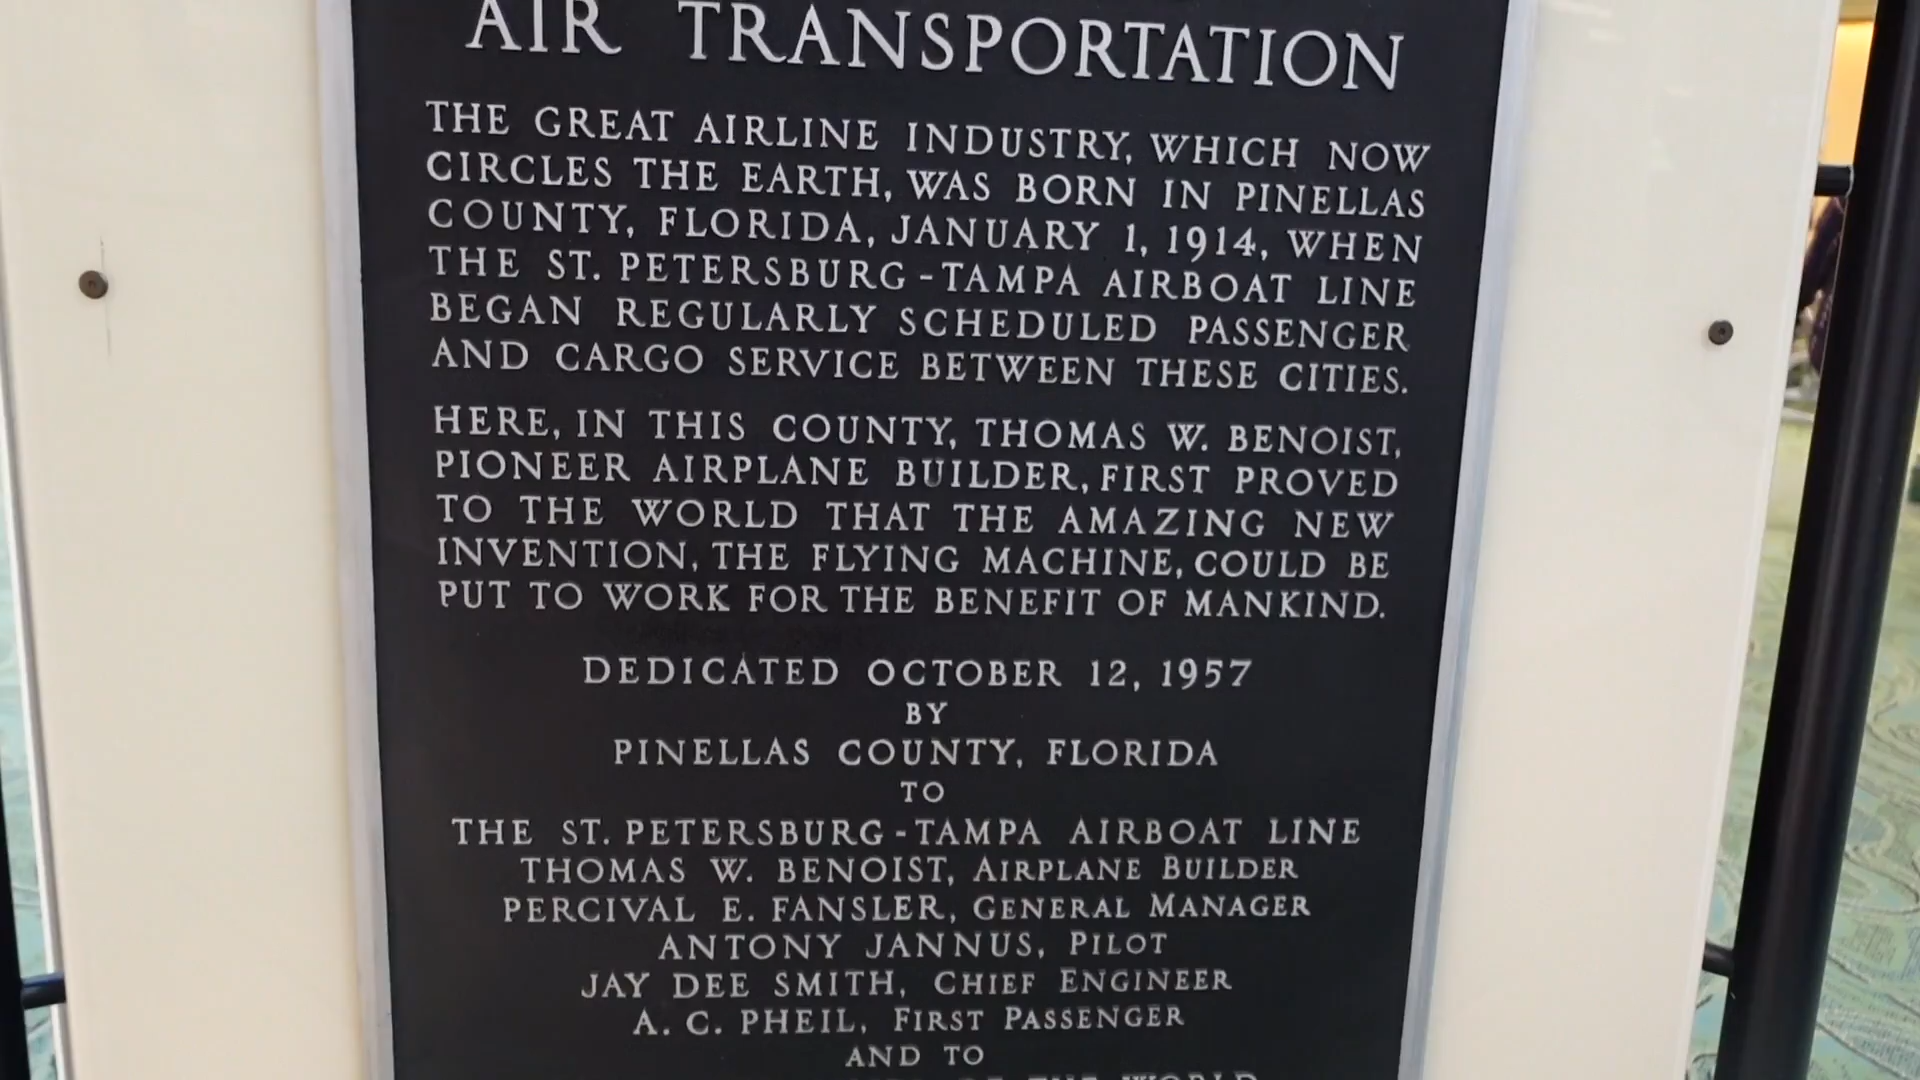 AIR TRANSPORTATION
THE GREAT AIRLINE INDUSTRY, WHICH NOW
CIRCLES THE EARTH, WAS BORN IN PINELLAS
COUNTY, FLORIDA, JANUARY 1, 1914, WHEN
THE ST. PETERSBURG-TAMPA AIRBOAT LINE
BEGAN REGULARLY SCHEDULED PASSENGER
AND CARGO SERVICE BETWEEN THESE CITIES.
HERE, IN THIS COUNTY, THOMAS W. BENOIST,
PIONEER AIRPLANE BUILDER, FIRST PROVED
TO THE WORLD THAT THE AMAZING NEW
INVENTION, THE FLYING MACHINE, COULD BE
PUT TO WORK FOR THE BENEFIT OF MANKIND.
DEDICATED OCTOBER 12, 1957
BY
PINELLAS COUNTY, FLORIDA
TO
THE ST. PETERSBURG-TAMPA AIRBOAT LINE
THOMAS W. BENOIST, AIRPLANE BUILDER
PERCIVAL E. FANSLER, GENERAL MANAGER
ANTONY JANNUS, PILOT
JAY DEE SMITH, CHIEF ENGINEER
A. C. PHEIL, FIRST PASSENGER
AND TO
THE WORLD